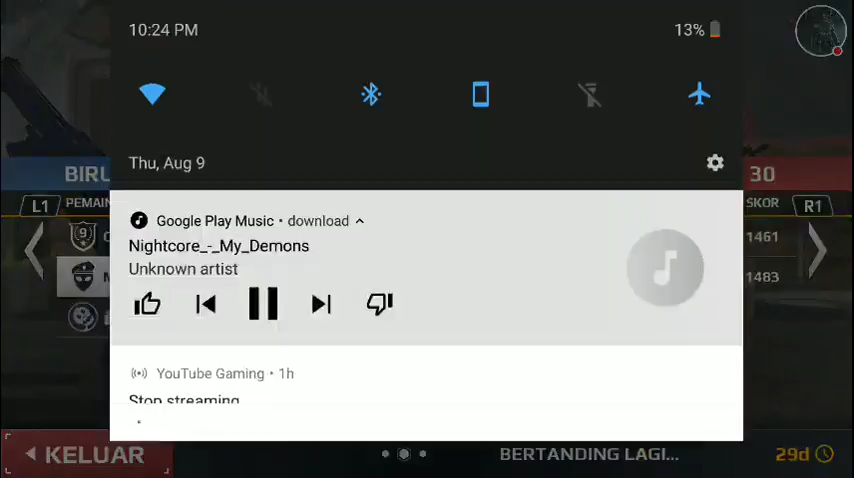 10:24 PM
13%
Thu, Aug 9
BIRU
30
L1
PEMAIN
SKOR
R1
Google Play Music • download
Nightcore_-_My_Demons
1461
Unknown artist
1483
9
YouTube Gaming • 1h
Stop streaming
KELUAR
BERTANDING LAGI...
29d